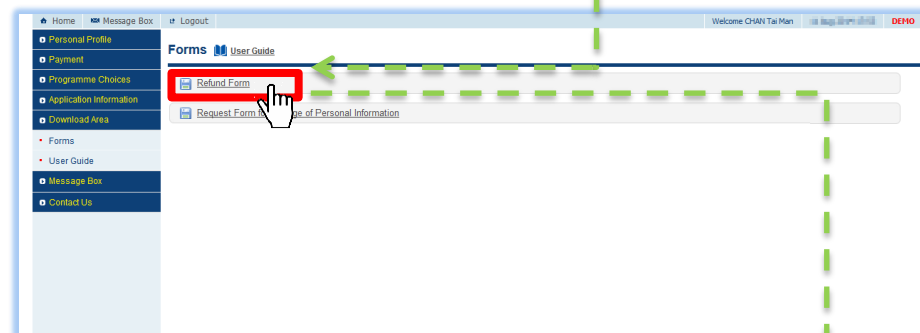 Home Message Box Logout Welcome CHAN Tai Man DEMO
Personal Profile
Payment
Programme Choices
Application Information
Download Area
Forms
User Guide
Message Box
Contact Us
Forms User Guide
Refund Form
Request Form of Personal Information